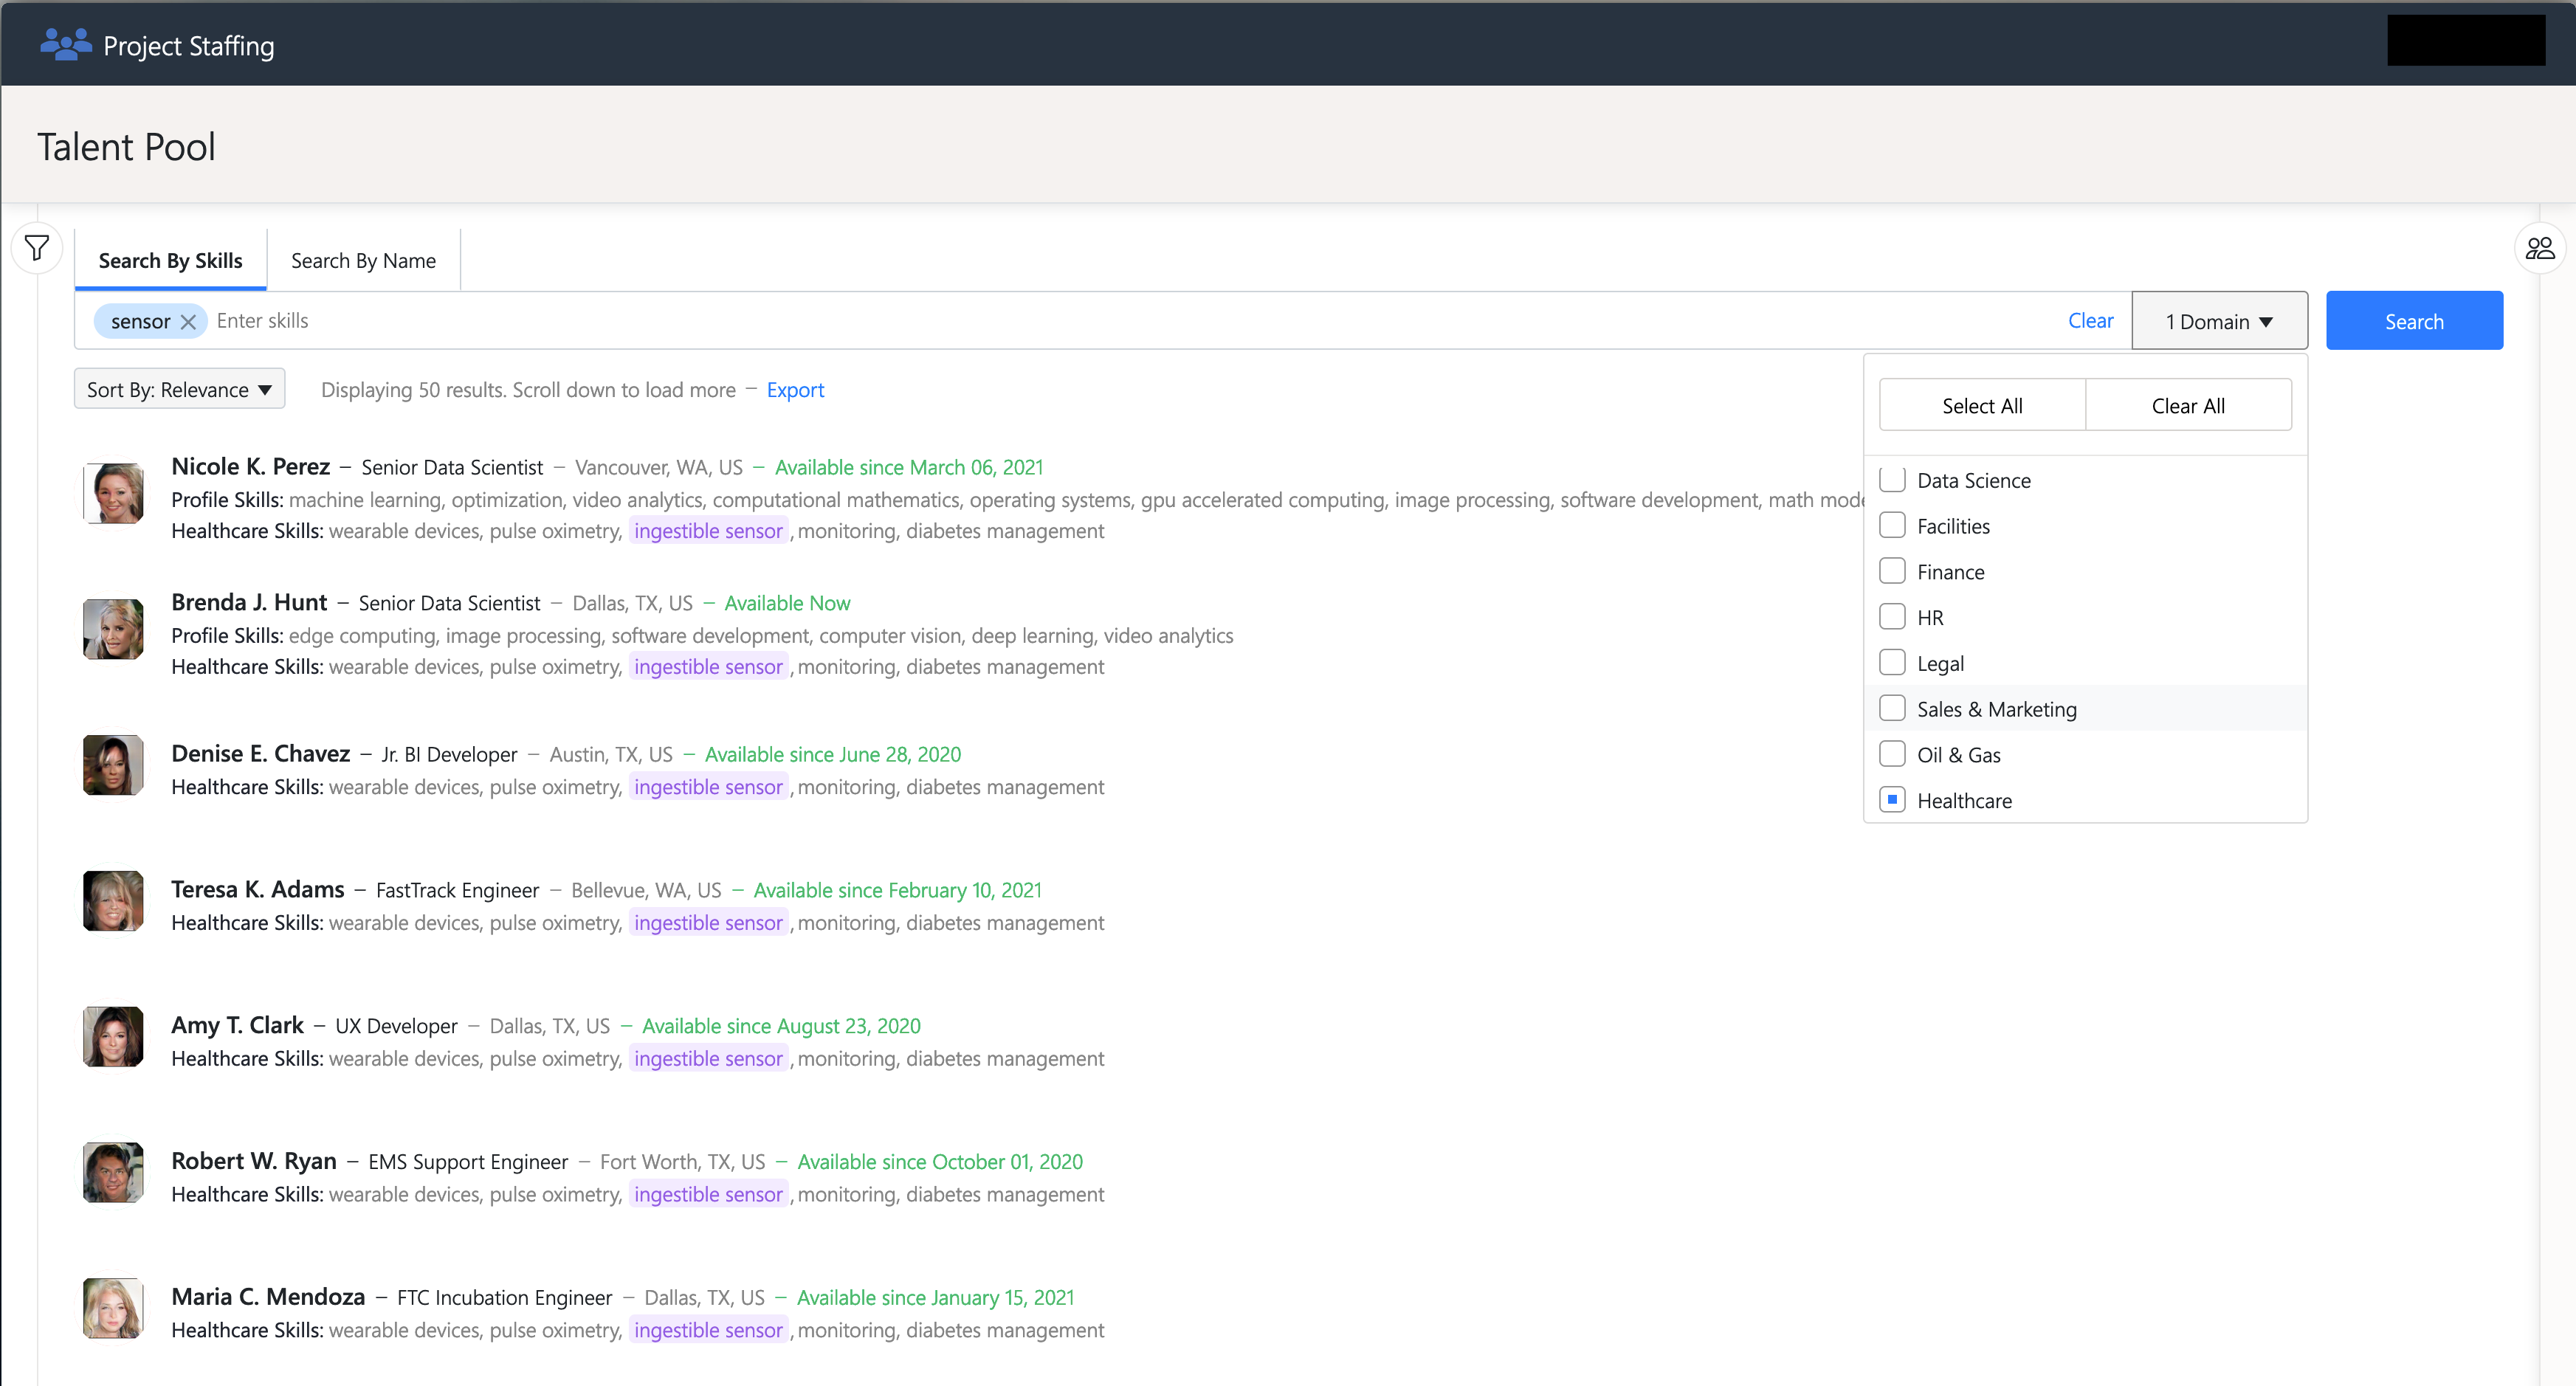 Project Staffing
Talent Pool
Search By Skills
Search By Name
sensor Enter skills
Clear
1 Domain
Search
Sort By: Relevance
Displaying 50 results. Scroll down to load more – Export
Select All
Clear All
Data Science
Facilities
Finance
HR
Legal
Sales & Marketing
Oil & Gas
Healthcare
Nicole K. Perez – Senior Data Scientist – Vancouver, WA, US – Available since March 06, 2021
Profile Skills: machine learning, optimization, video analytics, computational mathematics, operating systems, gpu accelerated computing, image processing, software development, math
Healthcare Skills: wearable devices, pulse oximetry, ingestible sensor, monitoring, diabetes management
Brenda J. Hunt – Senior Data Scientist – Dallas, TX, US – Available Now
Profile Skills: edge computing, image processing, software development, computer vision, deep learning, video analytics
Healthcare Skills: wearable devices, pulse oximetry, ingestible sensor, monitoring, diabetes management
Denise E. Chavez – Jr. BI Developer – Austin, TX, US – Available since June 28, 2020
Healthcare Skills: wearable devices, pulse oximetry, ingestible sensor, monitoring, diabetes management
Teresa K. Adams – FastTrack Engineer – Bellevue, WA, US – Available since February 10, 2021
Healthcare Skills: wearable devices, pulse oximetry, ingestible sensor, monitoring, diabetes management
Amy T. Clark – UX Developer – Dallas, TX, US – Available since August 23, 2020
Healthcare Skills: wearable devices, pulse oximetry, ingestible sensor, monitoring, diabetes management
Robert W. Ryan – EMS Support Engineer – Fort Worth, TX, US – Available since October 01, 2020
Healthcare Skills: wearable devices, pulse oximetry, ingestible sensor, monitoring, diabetes management
Maria C. Mendoza – FTC Incubation Engineer – Dallas, TX, US – Available since January 15, 2021
Healthcare Skills: wearable devices, pulse oximetry, ingestible sensor, monitoring, diabetes management